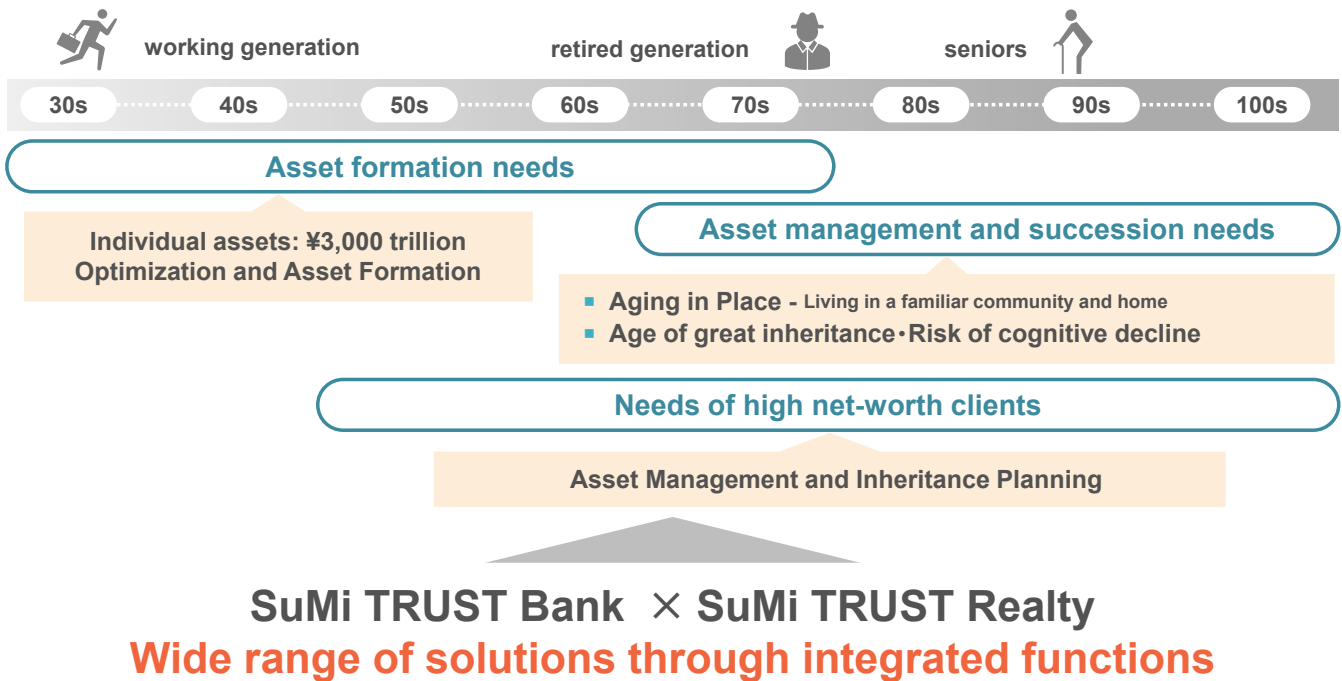 working generation
retired generation
seniors
30s
40s
50s
60s
70s
80s
90s
100s
Asset formation needs
Individual assets: ¥3,000 trillion
Optimization and Asset Formation
Asset management and succession needs
Aging in Place - Living in a familiar community and home
Age of great inheritance・Risk of cognitive decline
Needs of high net-worth clients
Asset Management and Inheritance Planning
SuMi TRUST Bank × SuMi TRUST Realty
Wide range of solutions through integrated functions